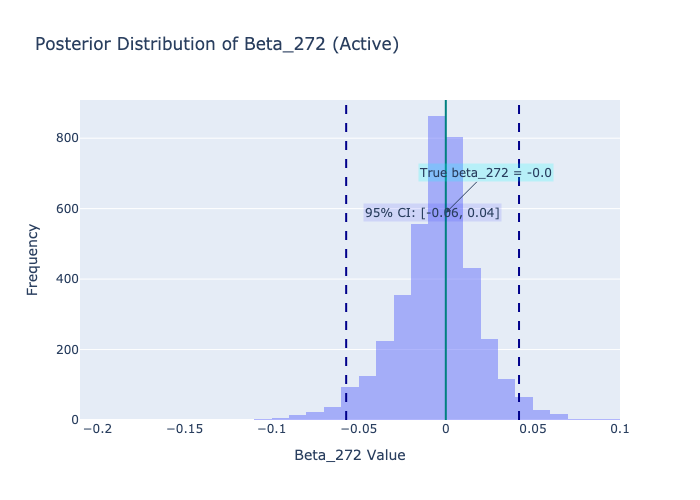 Posterior Distribution of Beta_272 (Active)
800
True beta_272 = -0.0
600
95% CI: [-0.06, 0.04]
Frequency
400
200
0
−0.2
−0.15
−0.1
−0.05
0
0.05
0.1
Beta_272 Value